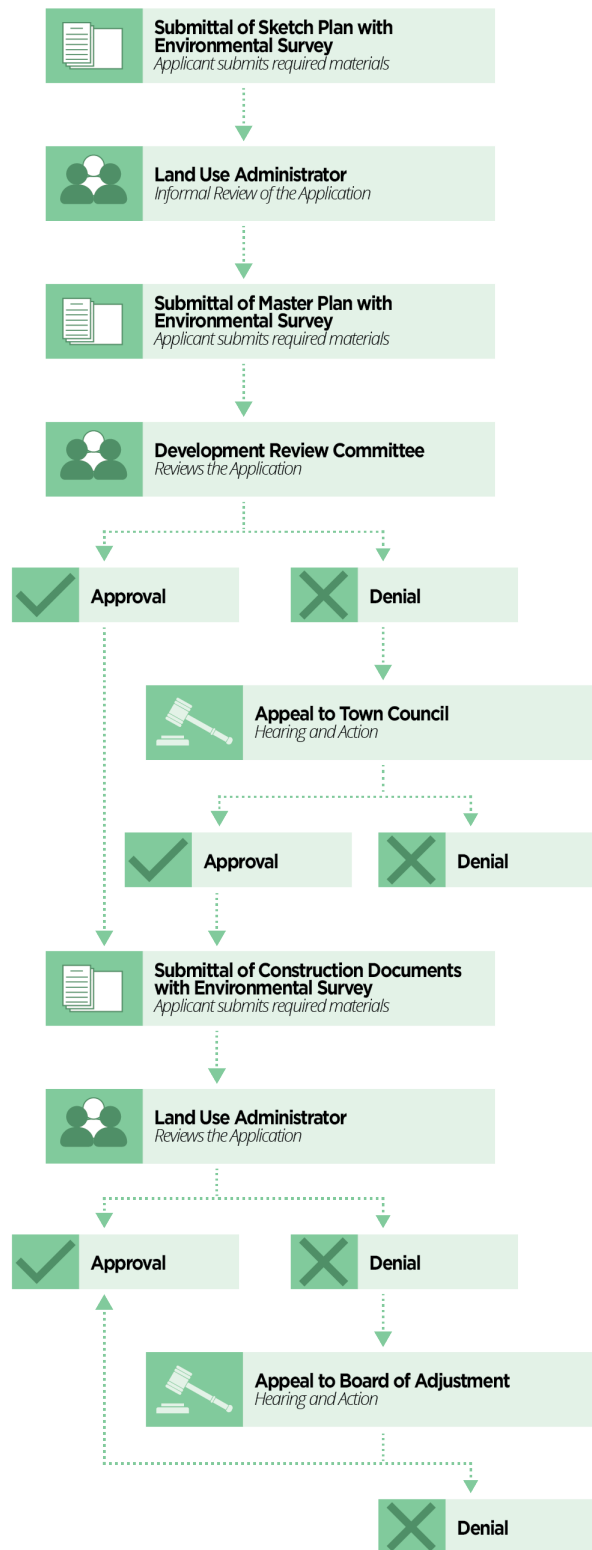 Submittal of Sketch Plan with
Environmental Survey
Applicant submits required materials
Land Use Administrator
Informal Review of the Application
Submittal of Master Plan with
Environmental Survey
Applicant submits required materials
Development Review Committee
Reviews the Application
Approval
Denial
Appeal to Town Council
Hearing and Action
Approval
Denial
Submittal of Construction Documents
with Environmental Survey
Applicant submits required materials
Land Use Administrator
Reviews the Application
Approval
Denial
Appeal to Board of Adjustment
Hearing and Action
Denial